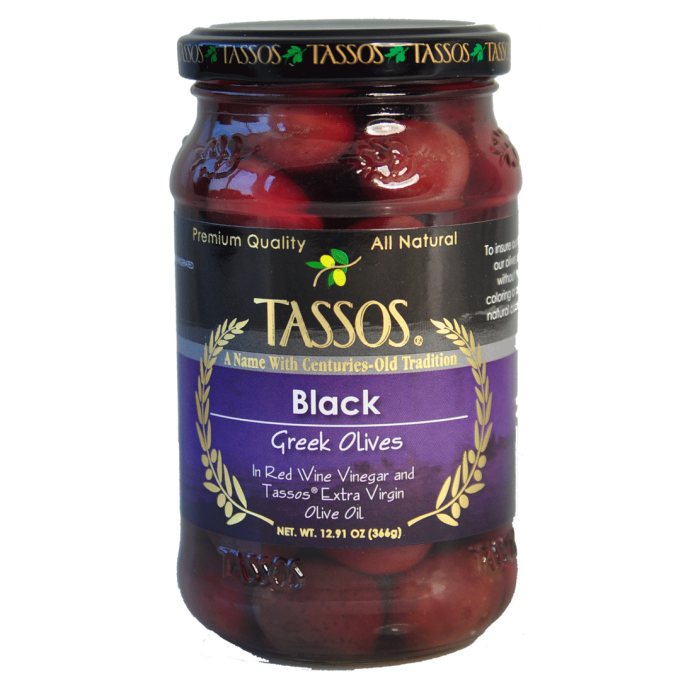 TASSOS TASSOS TASSOS
Premium Quality All Natural
To insure
our olives
without
coloring
natural
TASSOS®
A Name With Centuries-Old Tradition
Black
Greek Olives
In Red Wine Vinegar and
Tassos® Extra Virgin
Olive Oil
NET. WT. 12.91 OZ (366g)
TASSOS